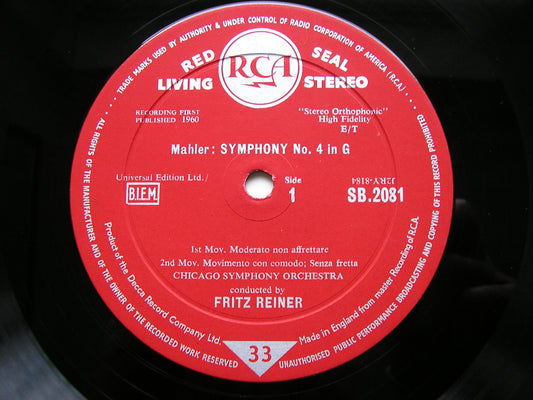 TRADE MARKS USED BY AUTHORITY & UNDER CONTROL OF RADIO CORPORATION OF AMERICA (R.C.A.)
RCA
RED SEAL
LIVING STEREO
RECORDING FIRST
PUBLISHED 1960
"Stereo Orthophonic"
High Fidelity
E/T
Mahler: SYMPHONY No. 4 in G
Universal Edition Ltd./
B.I.E.M.
Side
1
J2RY-8184
SB.2081
1st Mov. Moderato non affrettare
2nd Mov. Movimento con comodo; Senza fretta
CHICAGO SYMPHONY ORCHESTRA
conducted by
FRITZ REINER
Product of the Decca Record Company Ltd.
33
Made in England from master Recording of R.C.A.
ALL RIGHTS OF THE MANUFACTURER AND OF THE OWNER OF THE RECORDED WORK RESERVED
UNAUTHORISED PUBLIC PERFORMANCE BROADCASTING AND COPYING OF THIS RECORD PROHIBITED